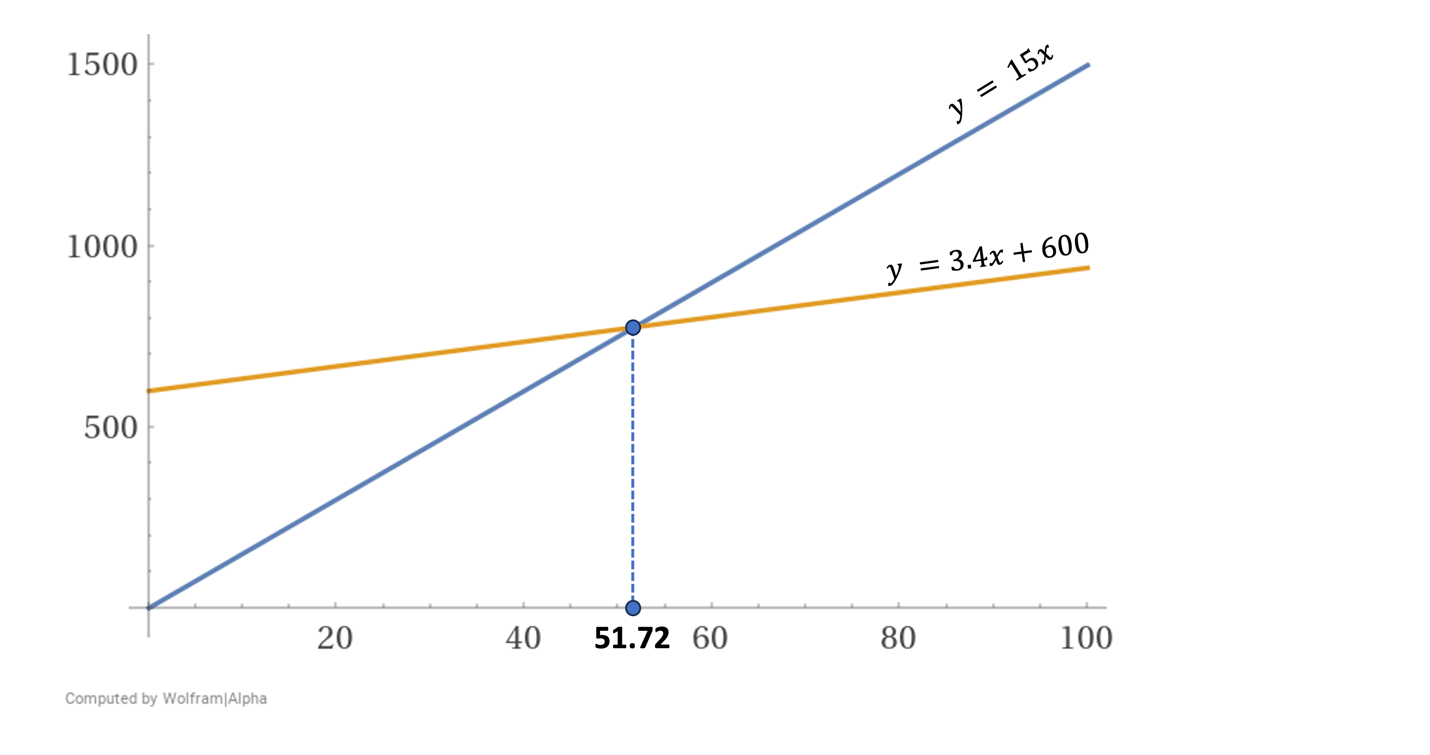 1500
y = 15x
1000
y = 3.4x + 600
500
20 40 51.72 60 80 100
Computed by Wolfram|Alpha